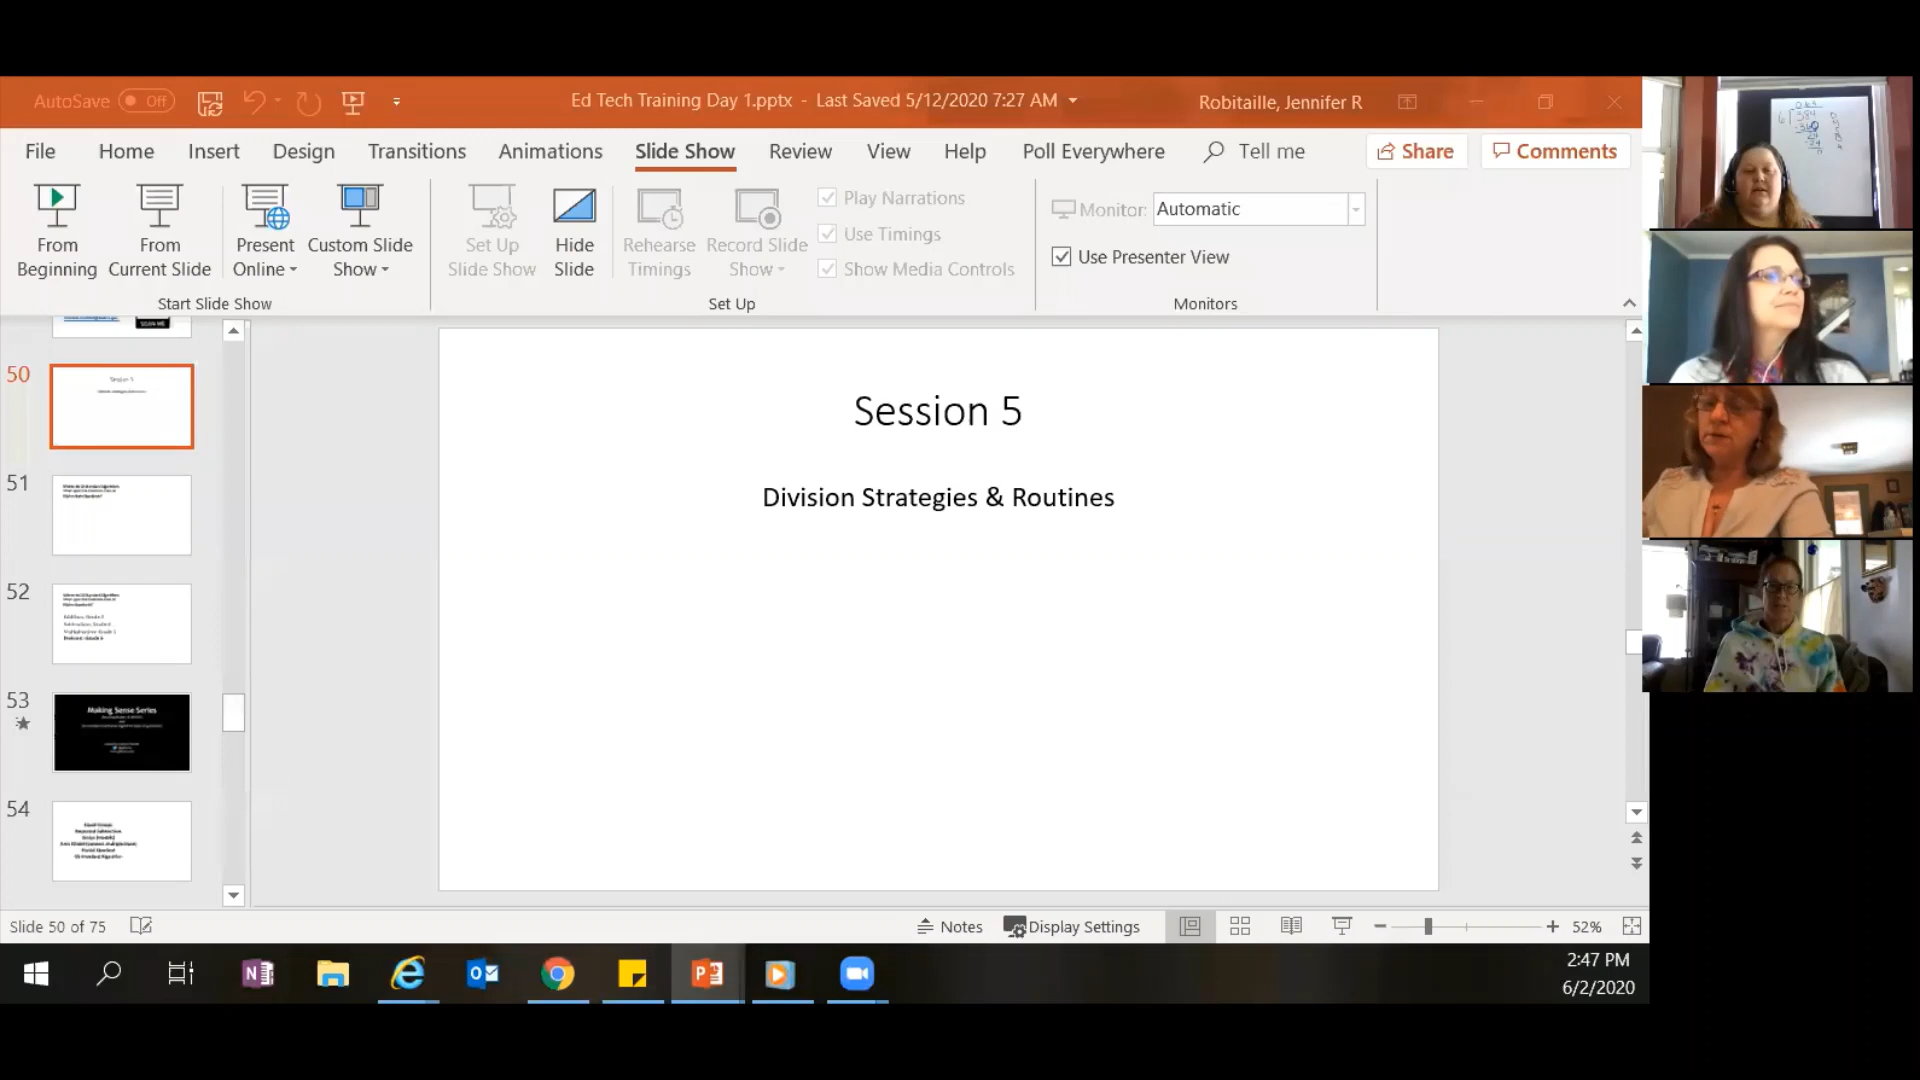 AutoSave Off
Ed Tech Training Day 1.pptx - Last Saved 5/12/2020 7:27 AM
Robitaille, Jennifer R
File Home Insert Design Transitions Animations Slide Show Review View Help Poll Everywhere Tell me Share Comments
From Beginning
From Current Slide
Present Online
Custom Slide Show
Start Slide Show
Set Up Slide Show
Hide Slide
Rehearse Timings
Record Slide Show
Play Narrations
Use Timings
Show Media Controls
Set Up
Monitor: Automatic
Use Presenter View
Monitors
50
51
52
53
Making Sense Series
54
Session 5
Division Strategies & Routines
Slide 50 of 75
Notes Display Settings 52%
2:47 PM
6/2/2020